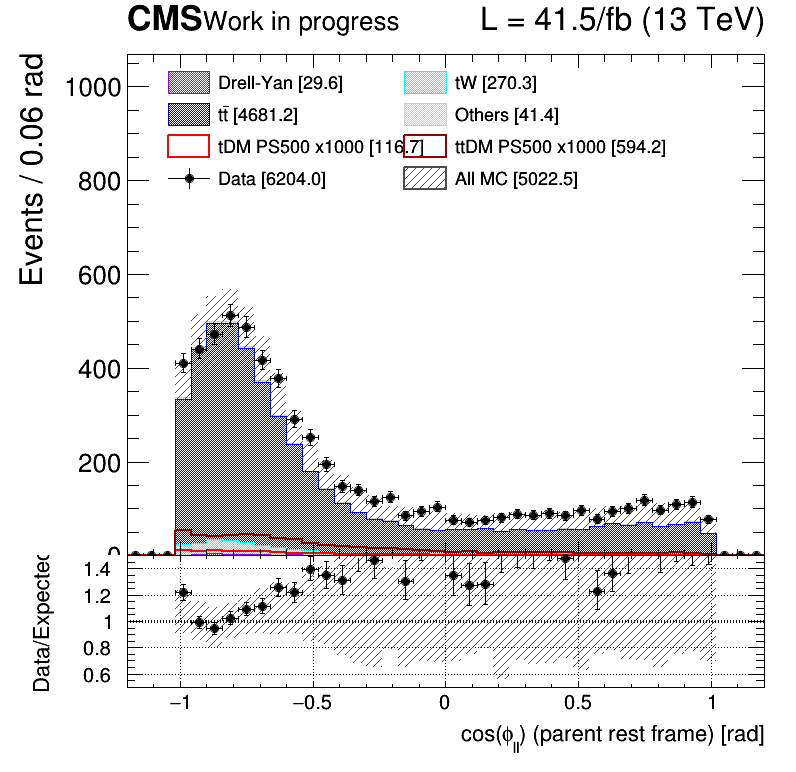 CMS Work in progress L = 41.5/fb (13 TeV)
Events / 0.06 rad
1000
800
600
400
200
0
Drell-Yan [29.6] tW [270.3]
tt̄ [4681.2] Others [41.4]
tDM PS500 x1000 [116.7] ttDM PS500 x1000 [594.2]
Data [6204.0] All MC [5022.5]
Data/Expected
1.4
1.2
1
0.8
0.6
−1 −0.5 0 0.5 1
cos(ϕ_ll) (parent rest frame) [rad]